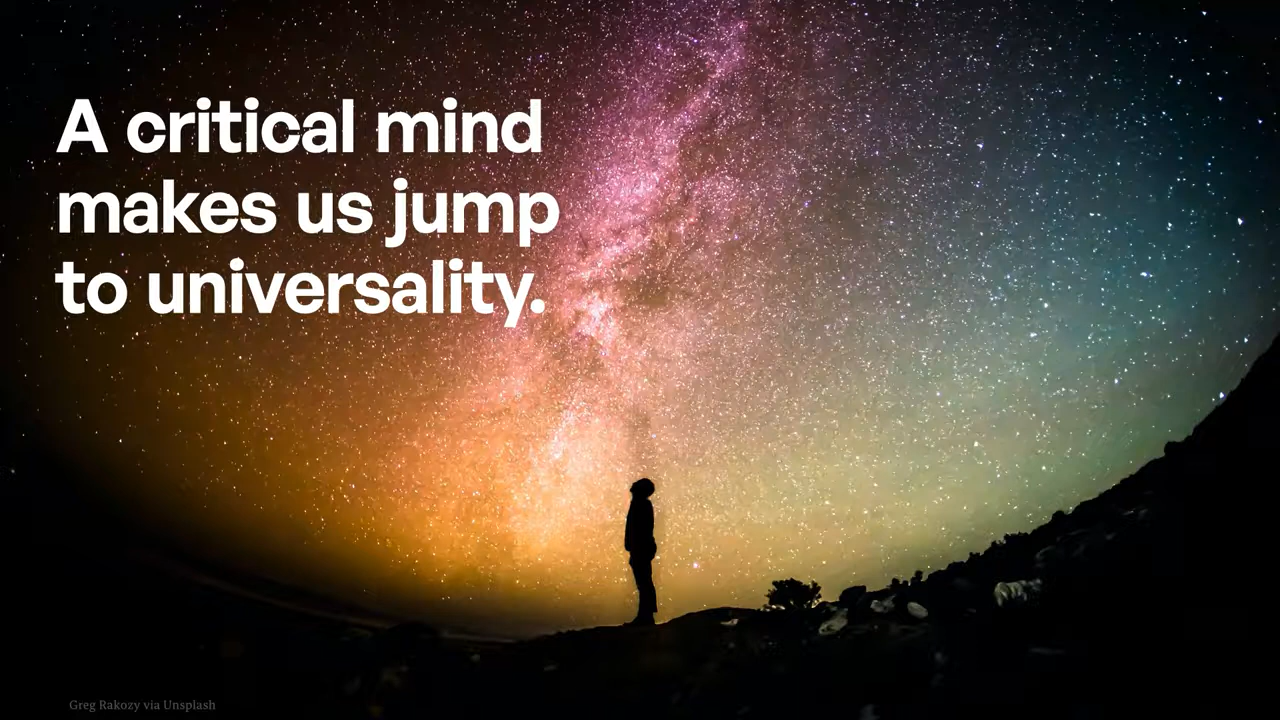 A critical mind
makes us jump
to universality.
Greg Rakozy via Unsplash